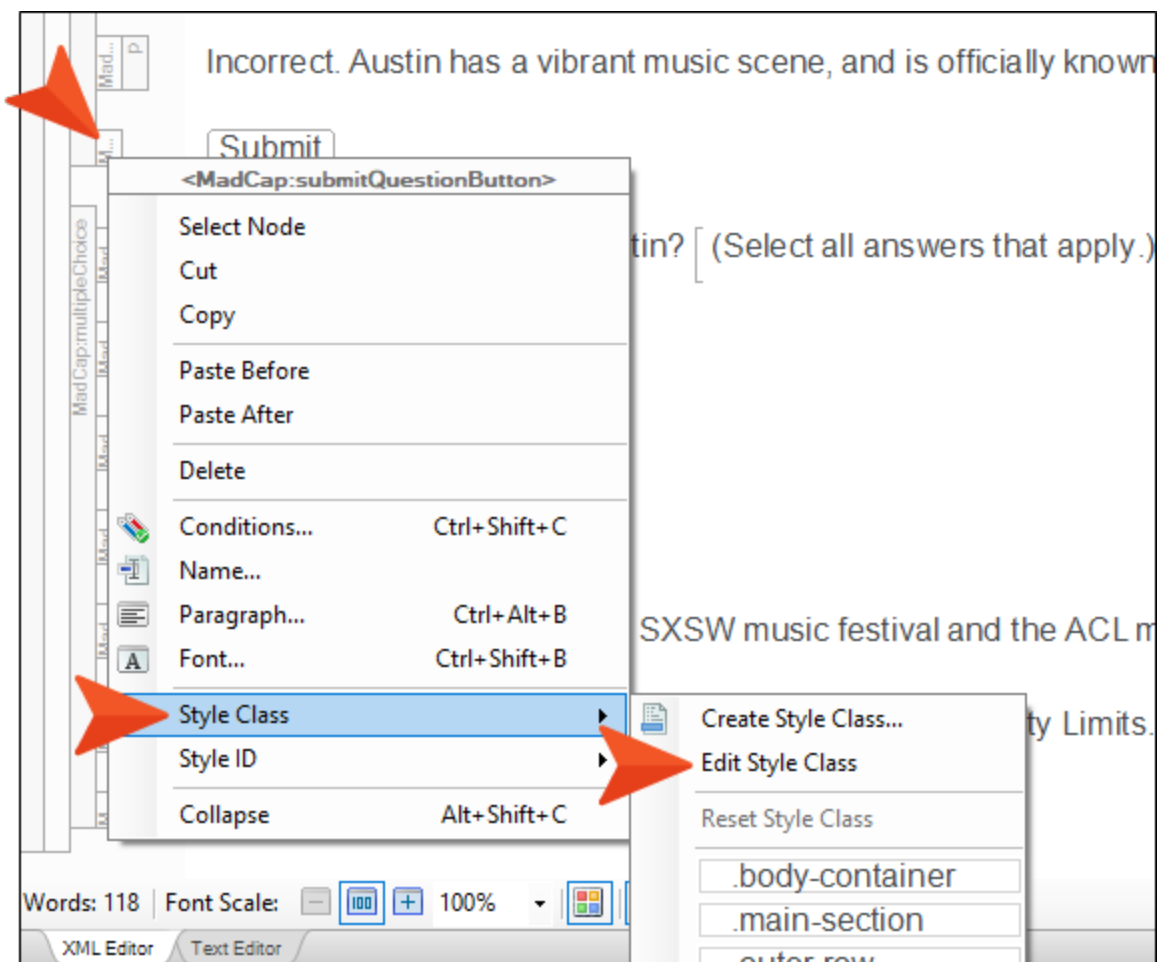 Mad...
P
Incorrect. Austin has a vibrant music scene, and is officially known
M...
Submit
<MadCap:submitQuestionButton>
Select Node
MadCap:multipleChoice
tin? [ (Select all answers that apply.)
Cut
Copy
Paste Before
Paste After
Delete
Conditions... Ctrl+Shift+C
Name...
Paragraph... Ctrl+Alt+B
SXSW music festival and the ACL m
Font... Ctrl+Shift+B
Style Class
Create Style Class...
ty Limits.
Style ID
Edit Style Class
Collapse Alt+Shift+C
Reset Style Class
.body-container
Words: 118 Font Scale: 100%
.main-section
XML Editor Text Editor
.outer-row